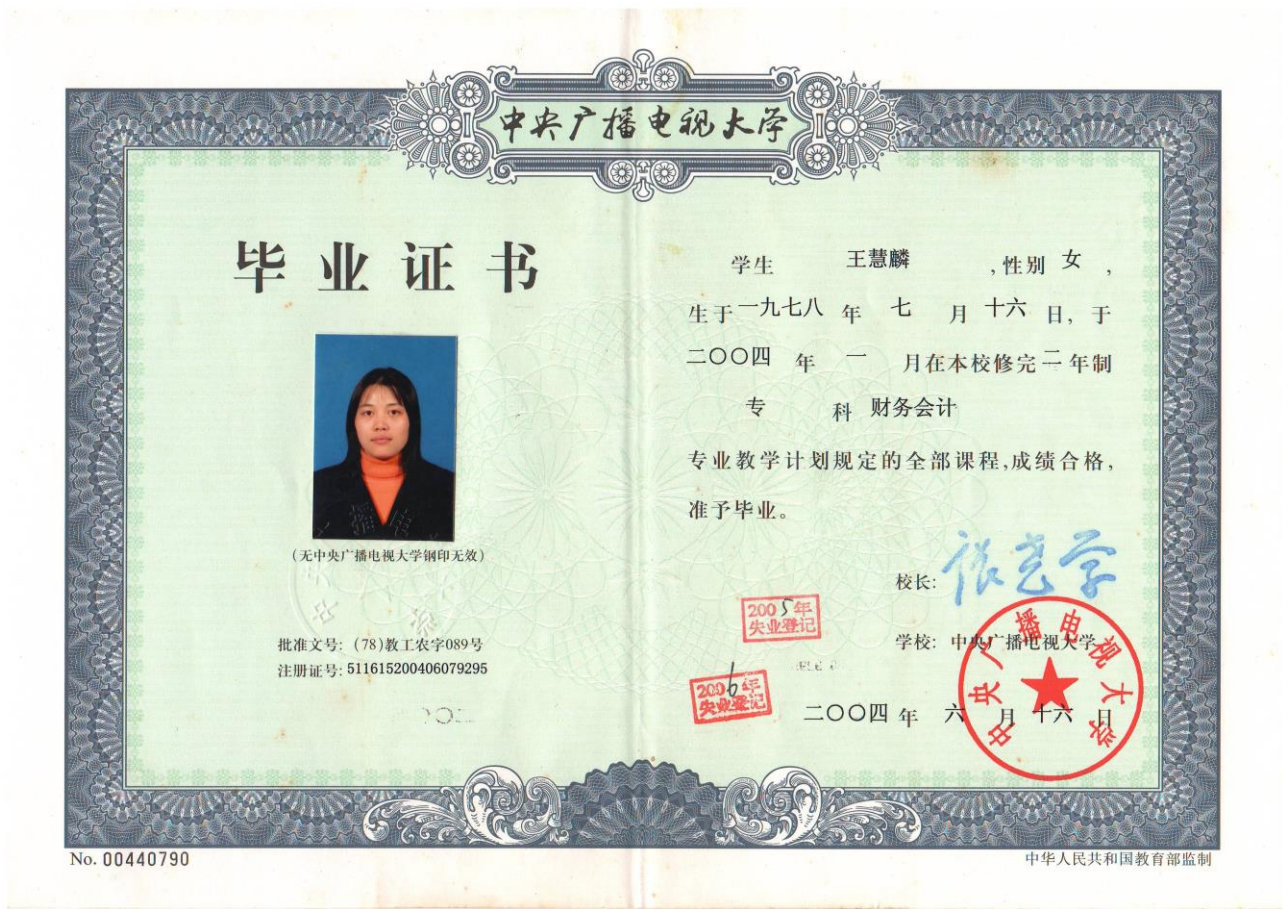 中央广播电视大学
毕业证书
(无中央广播电视大学钢印无效)
批准文号: (78)教工农字089号
注册证号: 511615200406079295
学生 王慧麟 ,性别 女 ,
生于 一九七八 年 七 月 十六 日, 于
二〇〇四 年 一 月在本校修完 二 年制
专 科 财务会计
专业教学计划规定的全部课程,成绩合格,
准予毕业。
校长: 张尧学
2005年
失业登记
学校: 中央广播电视大学
2006年
失业登记
二〇〇四 年 六 月 十六 日
中央广播电视大学
No. 00440790
中华人民共和国教育部监制